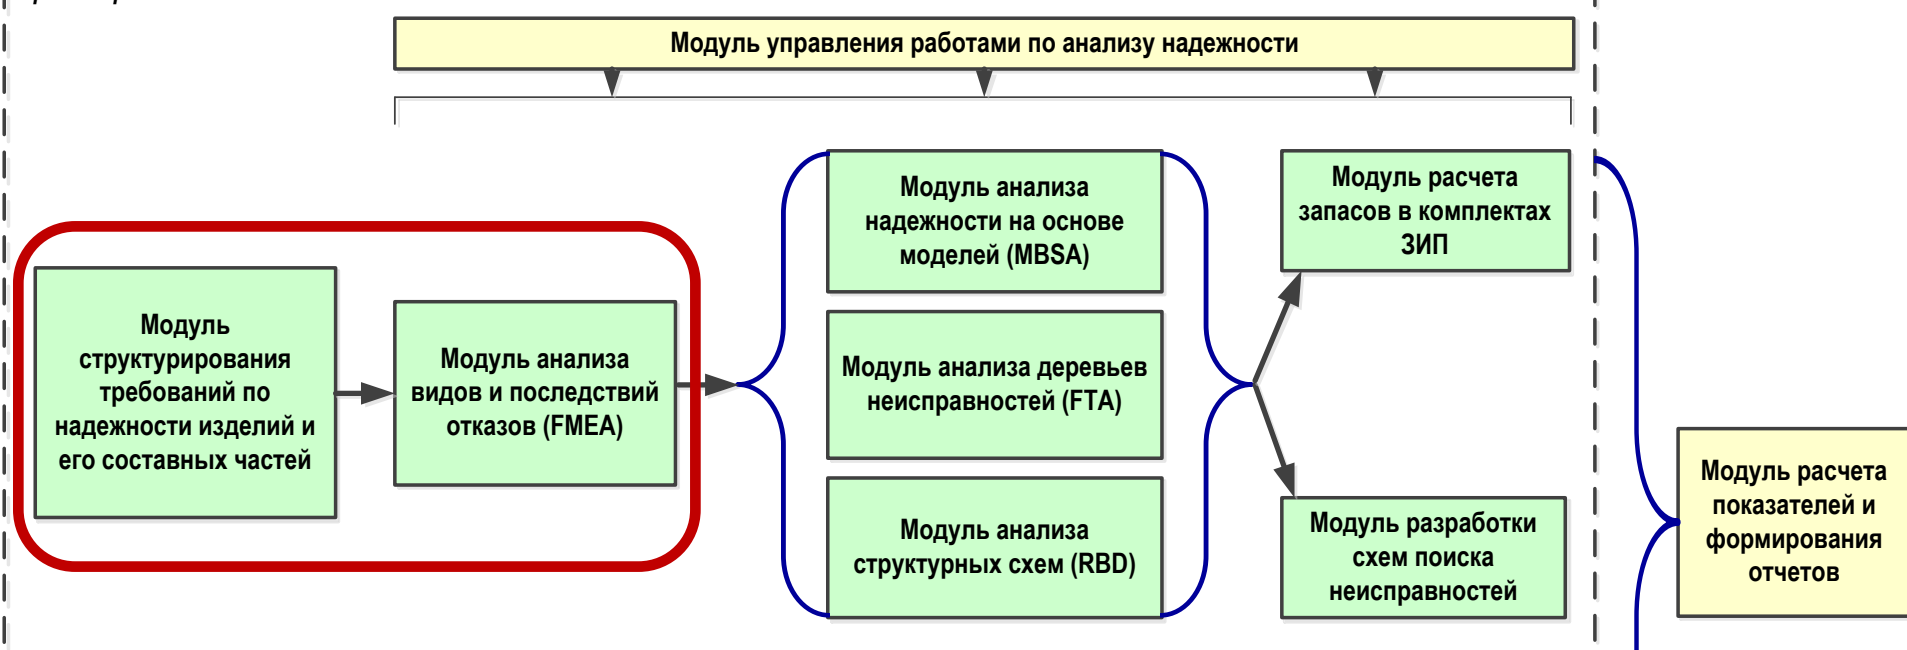 Модуль управления работами по анализу надежности
Модуль
структурирования
требований по
надежности изделий и
его составных частей
Модуль анализа
видов и последствий
отказов (FMEA)
Модуль анализа
надежности на основе
моделей (MBSA)
Модуль анализа деревьев
неисправностей (FTA)
Модуль анализа
структурных схем (RBD)
Модуль расчета
запасов в комплектах
ЗИП
Модуль разработки
схем поиска
неисправностей
Модуль расчета
показателей и
формирования
отчетов